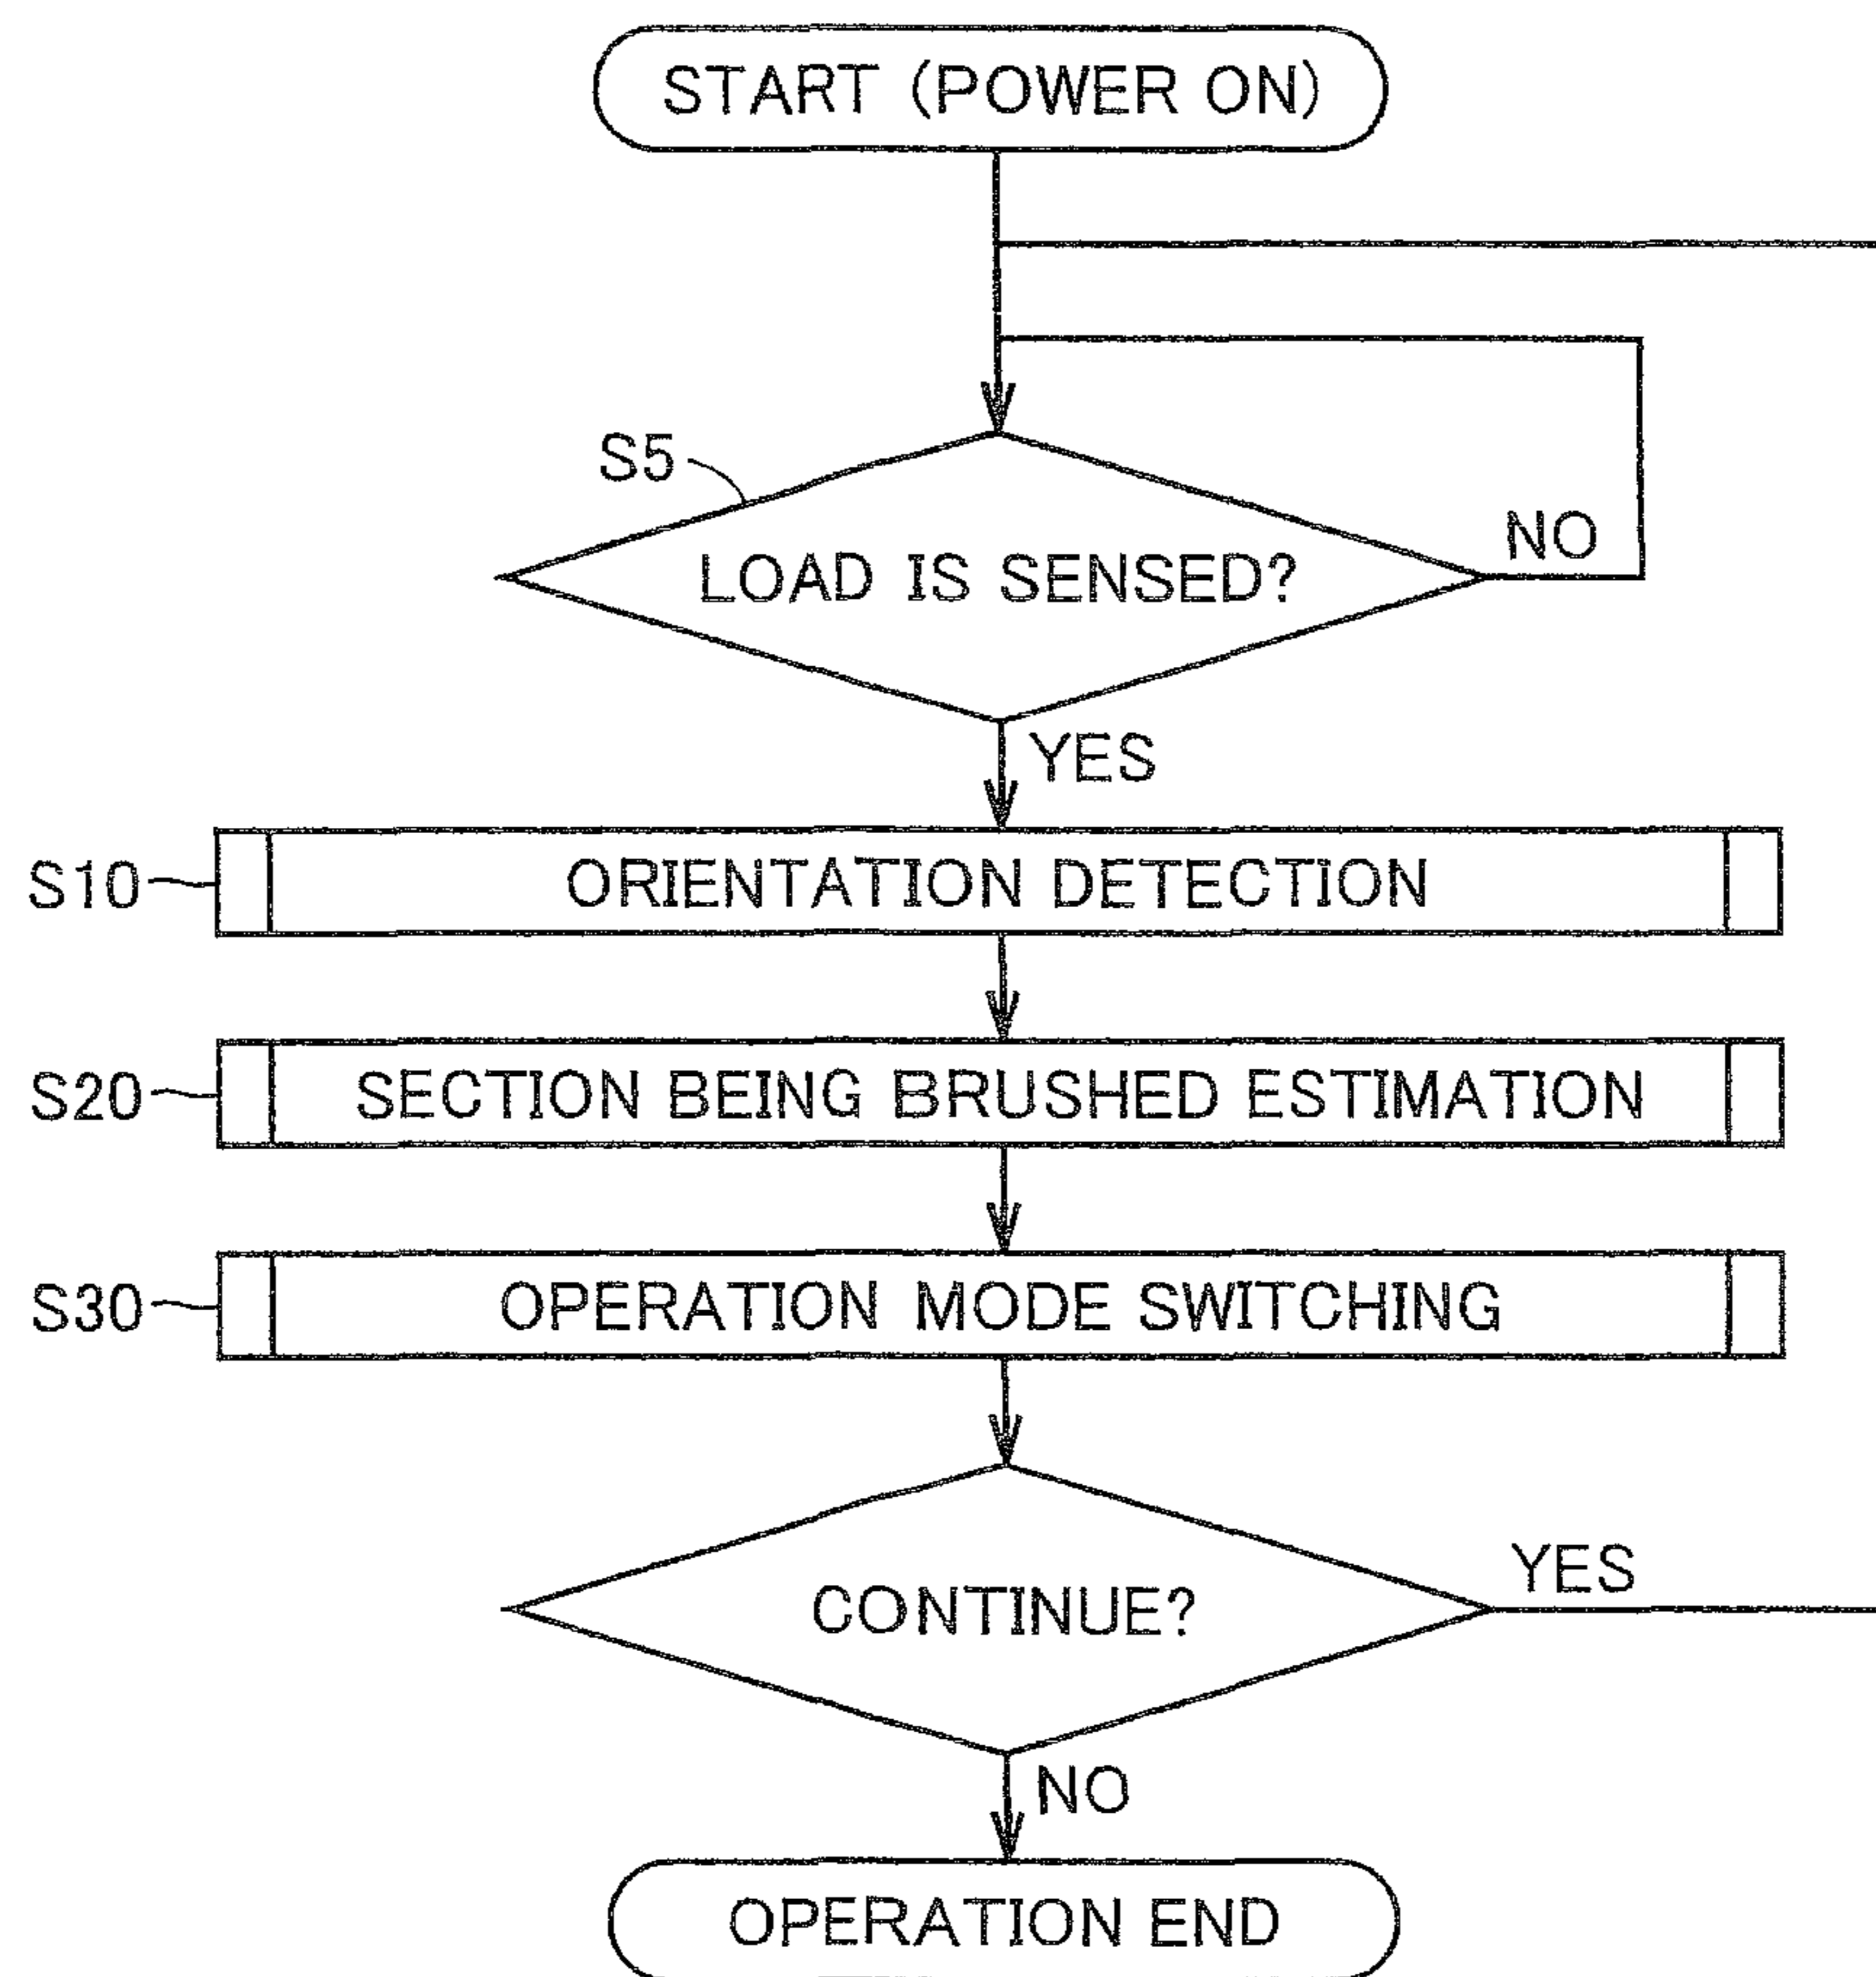 START (POWER ON)
S5
LOAD IS SENSED?
NO
YES
S10
ORIENTATION DETECTION
S20
SECTION BEING BRUSHED ESTIMATION
S30
OPERATION MODE SWITCHING
CONTINUE?
YES
NO
OPERATION END